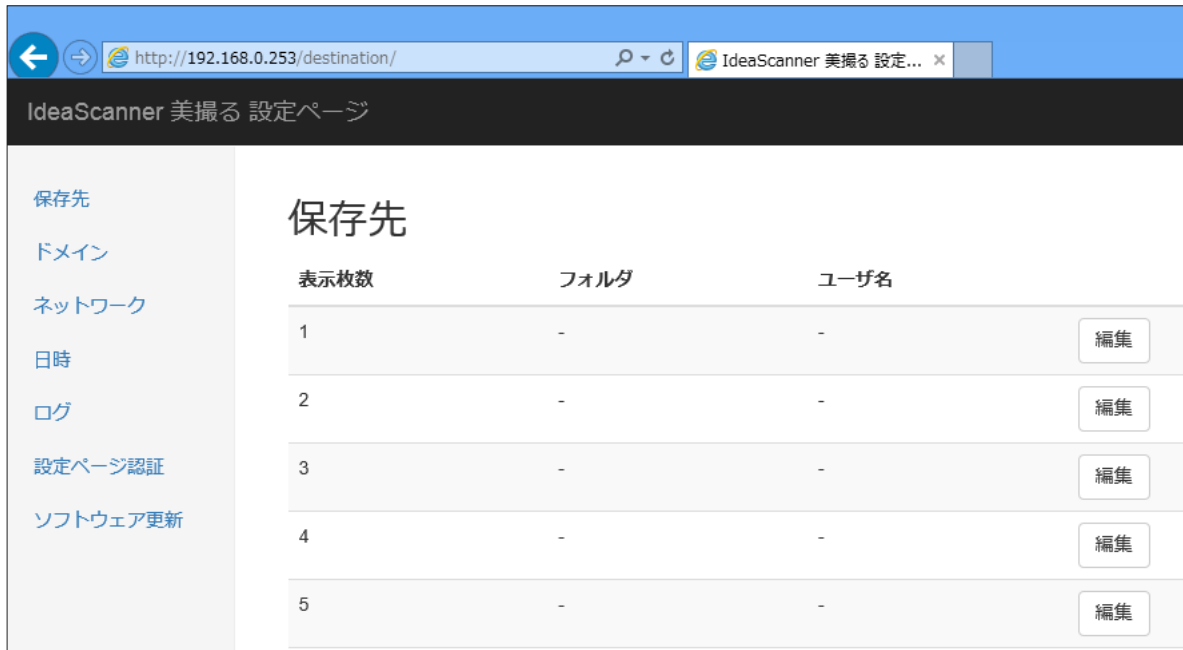 http://192.168.0.253/destination/
IdeaScanner 美撮る 設定...
IdeaScanner 美撮る 設定ページ
保存先
ドメイン
ネットワーク
日時
ログ
設定ページ認証
ソフトウェア更新
保存先
表示枚数 フォルダ ユーザ名
1 - - 編集
2 - - 編集
3 - - 編集
4 - - 編集
5 - - 編集